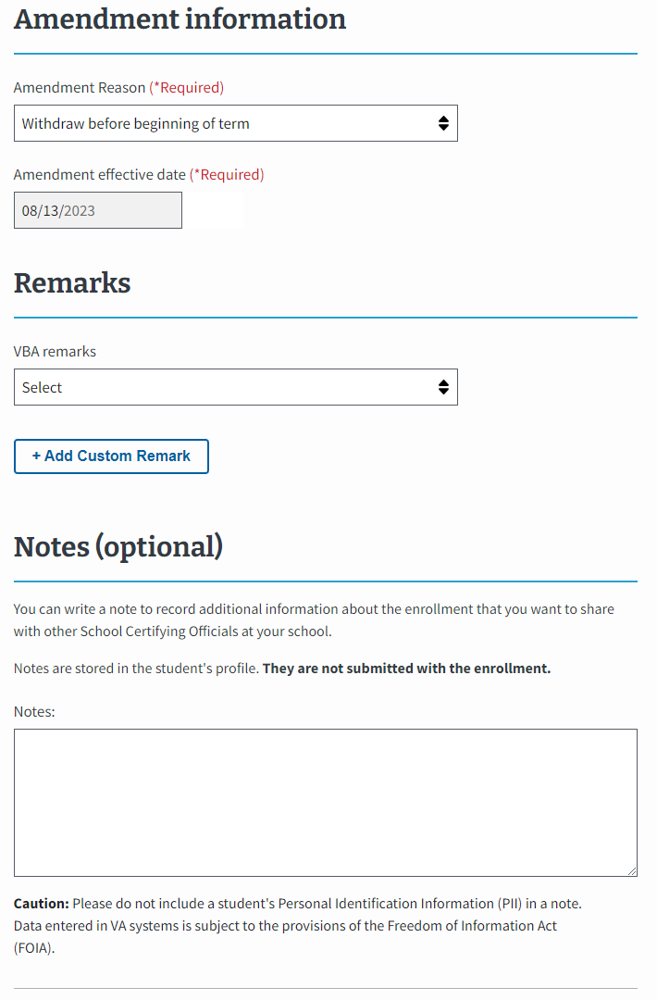 Amendment information
Amendment Reason (*Required)
Withdraw before beginning of term
Amendment effective date (*Required)
08/13/2023
Remarks
VBA remarks
Select
+ Add Custom Remark
Notes (optional)
You can write a note to record additional information about the enrollment that you want to share
with other School Certifying Officials at your school.
Notes are stored in the student's profile. They are not submitted with the enrollment.
Notes:
Caution: Please do not include a student's Personal Identification Information (PII) in a note.
Data entered in VA systems is subject to the provisions of the Freedom of Information Act
(FOIA).